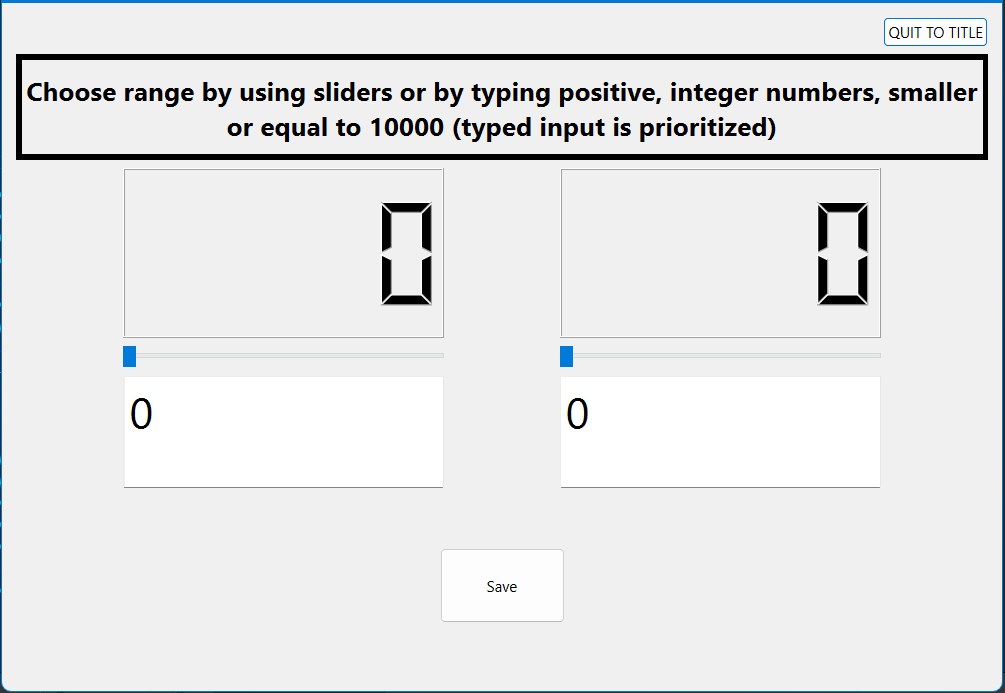 QUIT TO TITLE
Choose range by using sliders or by typing positive, integer numbers, smaller
or equal to 10000 (typed input is prioritized)
0 0
0 0
Save